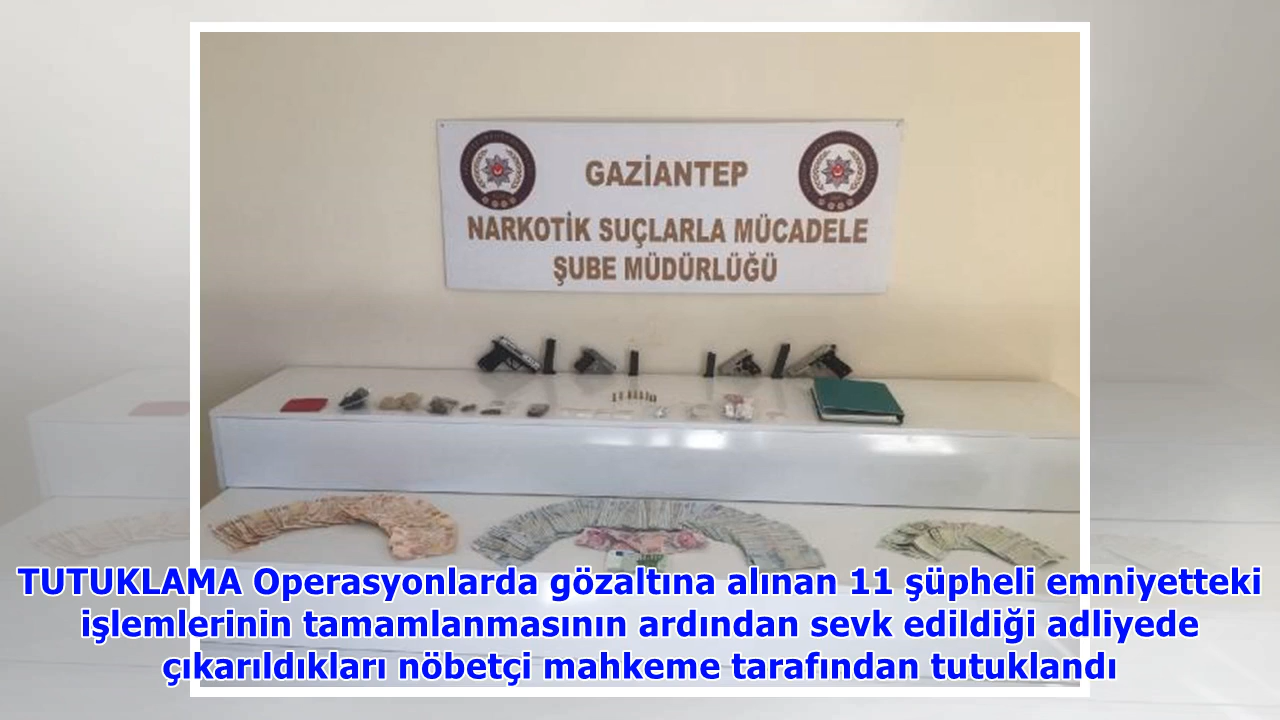 GAZİANTEP
NARKOTİK SUÇLARLA MÜCADELE
ŞUBE MÜDÜRLÜĞÜ
TUTUKLAMA Operasyonlarda gözaltına alınan 11 şüpheli emniyetteki
işlemlerinin tamamlanmasının ardından sevk edildiği adliyede
çıkarıldıkları nöbetçi mahkeme tarafından tutuklandı